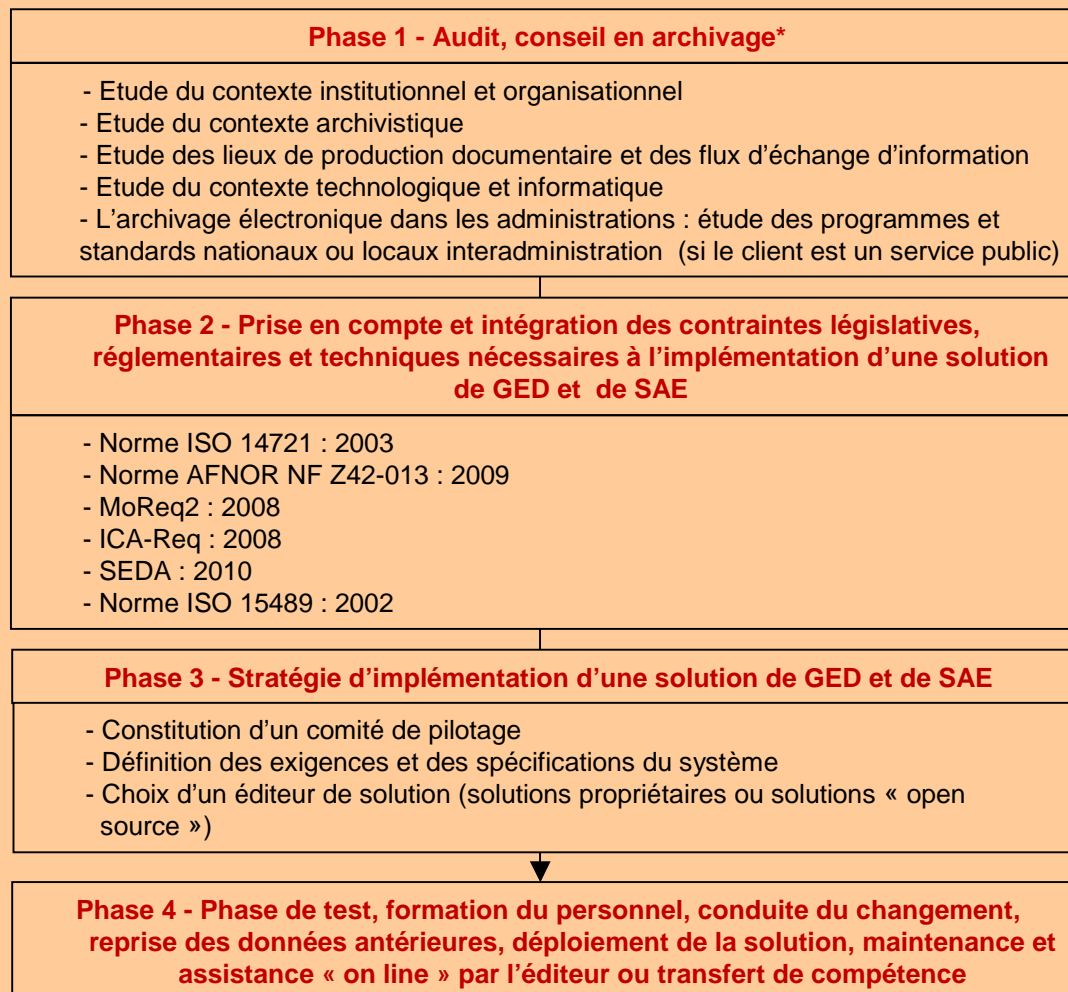 Phase 1 - Audit, conseil en archivage*
- Etude du contexte institutionnel et organisationnel
- Etude du contexte archivistique
- Etude des lieux de production documentaire et des flux d’échange d’information
- Etude du contexte technologique et informatique
- L’archivage électronique dans les administrations : étude des programmes et
standards nationaux ou locaux interadministration (si le client est un service public)
Phase 2 - Prise en compte et intégration des contraintes législatives,
réglementaires et techniques nécessaires à l’implémentation d’une solution
de GED et de SAE
- Norme ISO 14721 : 2003
- Norme AFNOR NF Z42-013 : 2009
- MoReq2 : 2008
- ICA-Req : 2008
- SEDA : 2010
- Norme ISO 15489 : 2002
Phase 3 - Stratégie d’implémentation d’une solution de GED et de SAE
- Constitution d’un comité de pilotage
- Définition des exigences et des spécifications du système
- Choix d’un éditeur de solution (solutions propriétaires ou solutions « open
source »)
Phase 4 - Phase de test, formation du personnel, conduite du changement,
reprise des données antérieures, déploiement de la solution, maintenance et
assistance « on line » par l’éditeur ou transfert de compétence